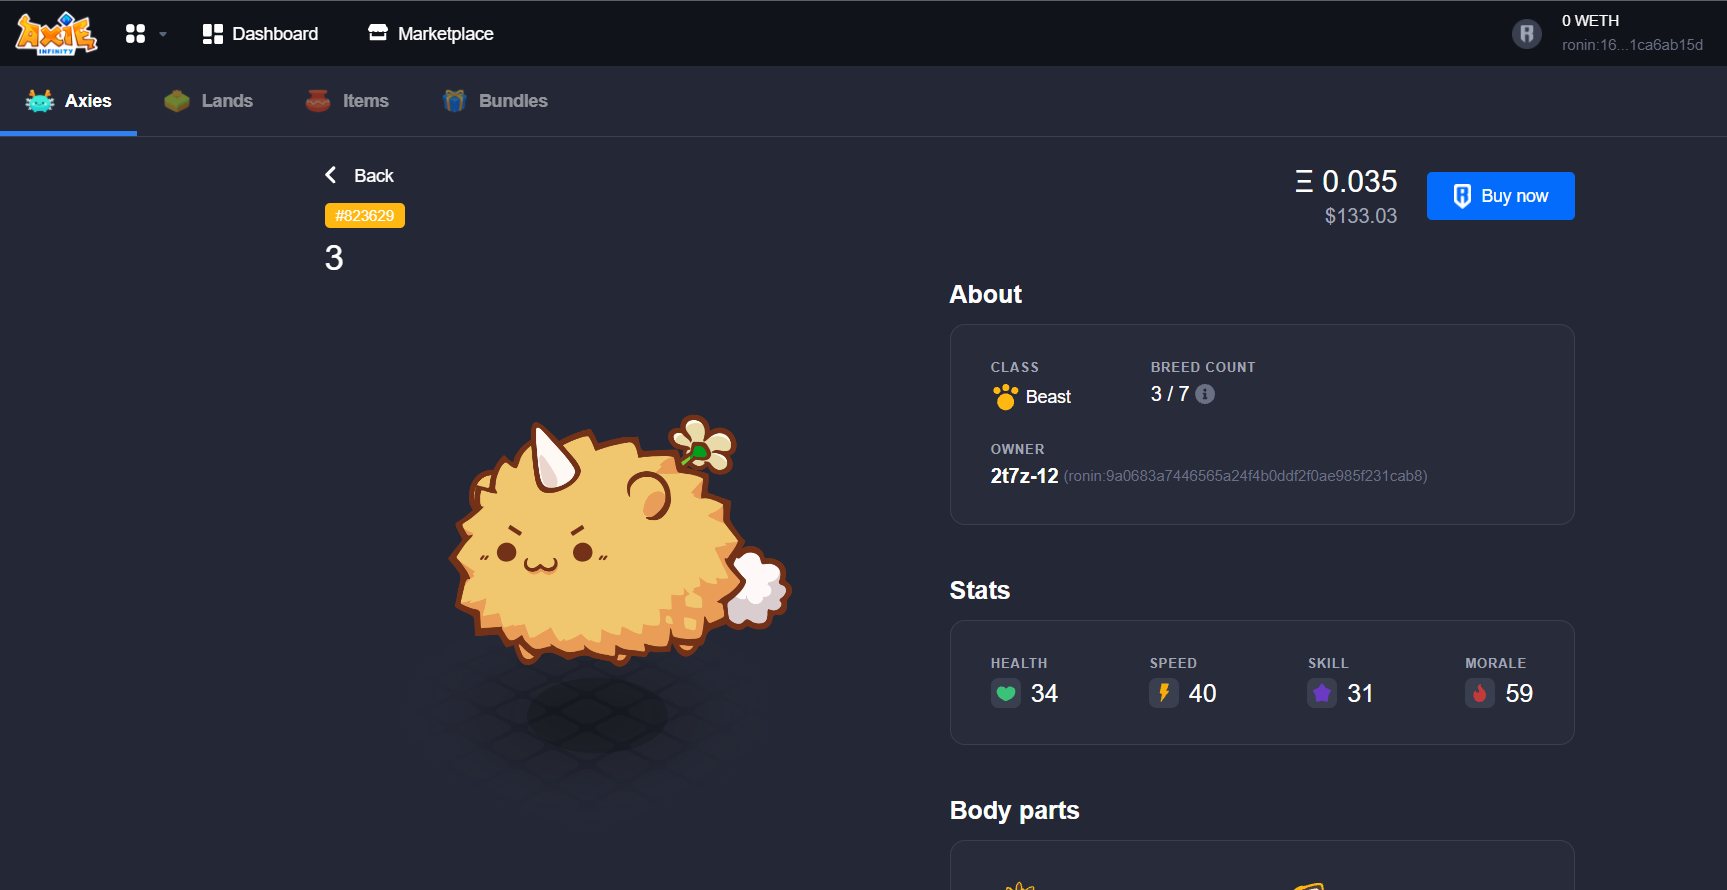 AXIE
INFINITY
Dashboard
Marketplace
0 WETH
ronin:16...1ca6ab15d
Axies
Lands
Items
Bundles
Back
#823629
3
Ξ 0.035
$133.03
Buy now
About
CLASS
BREED COUNT
Beast
3 / 7
OWNER
2t7z-12 (ronin:9a0683a7446565a24f4b0ddf2f0ae985f231cab8)
Stats
HEALTH
SPEED
SKILL
MORALE
34
40
31
59
Body parts